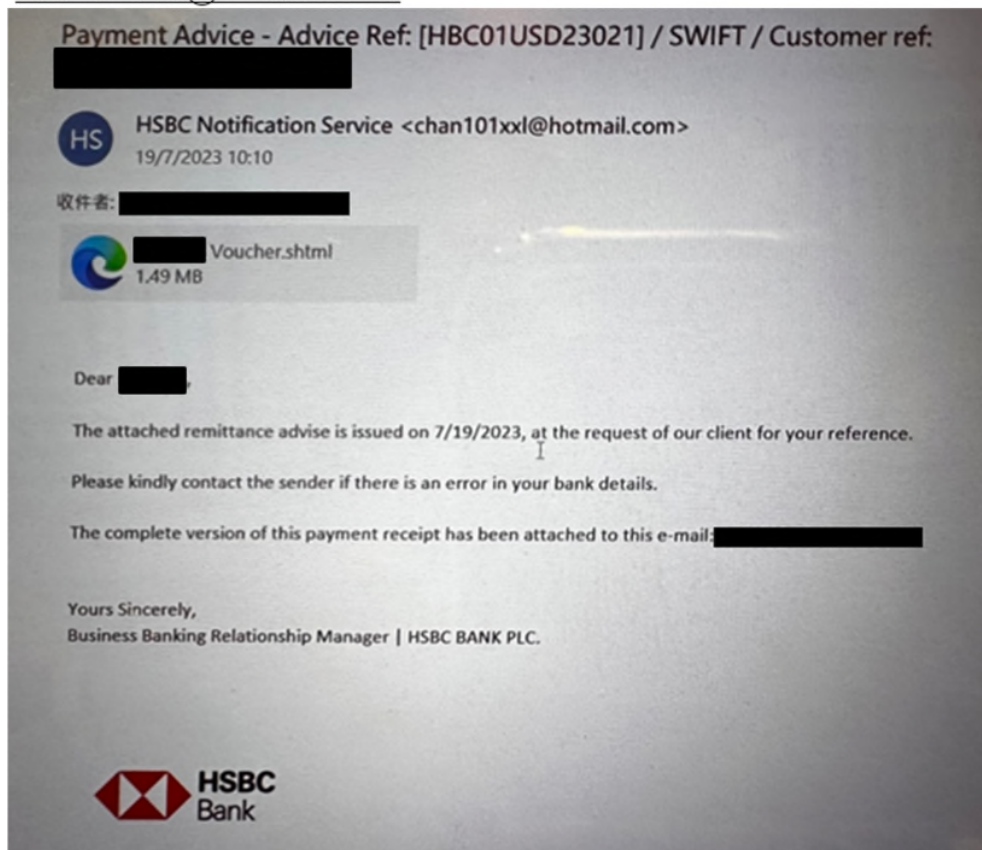 Payment Advice - Advice Ref: [HBC01USD23021] / SWIFT / Customer ref:
HS
HSBC Notification Service <chan101xxl@hotmail.com>
19/7/2023 10:10
收件者:
Voucher.shtml
1.49 MB
Dear ,
The attached remittance advise is issued on 7/19/2023, at the request of our client for your reference.
Please kindly contact the sender if there is an error in your bank details.
The complete version of this payment receipt has been attached to this e-mail:
Yours Sincerely,
Business Banking Relationship Manager | HSBC BANK PLC.
HSBC
Bank